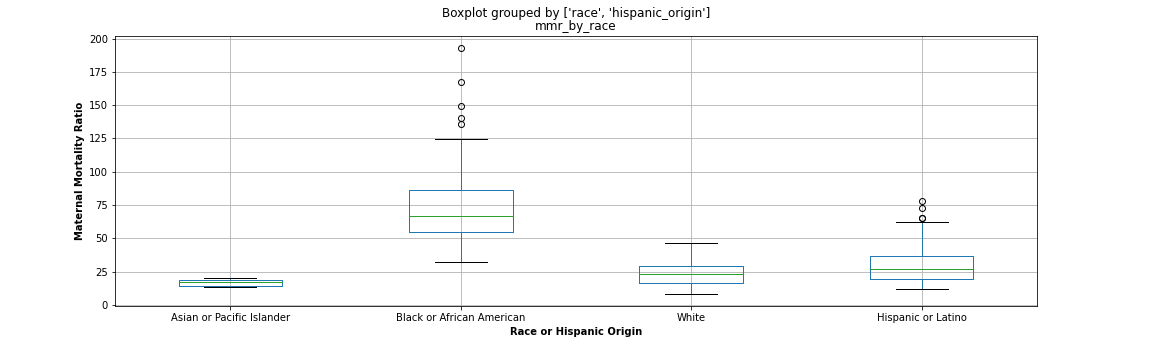 Boxplot grouped by ['race', 'hispanic_origin']
mmr_by_race
200
175
150
125
100
75
50
25
0
Maternal Mortality Ratio
Asian or Pacific Islander
Black or African American
White
Hispanic or Latino
Race or Hispanic Origin